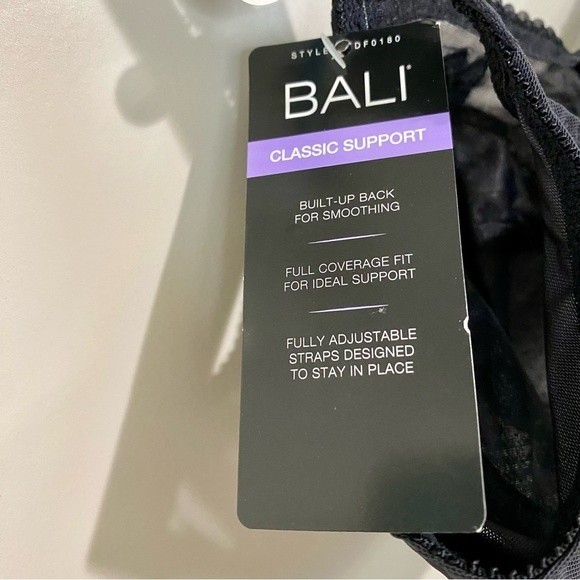 STYLE DF0180
BALI
CLASSIC SUPPORT
BUILT-UP BACK
FOR SMOOTHING
FULL COVERAGE FIT
FOR IDEAL SUPPORT
FULLY ADJUSTABLE
STRAPS DESIGNED
TO STAY IN PLACE